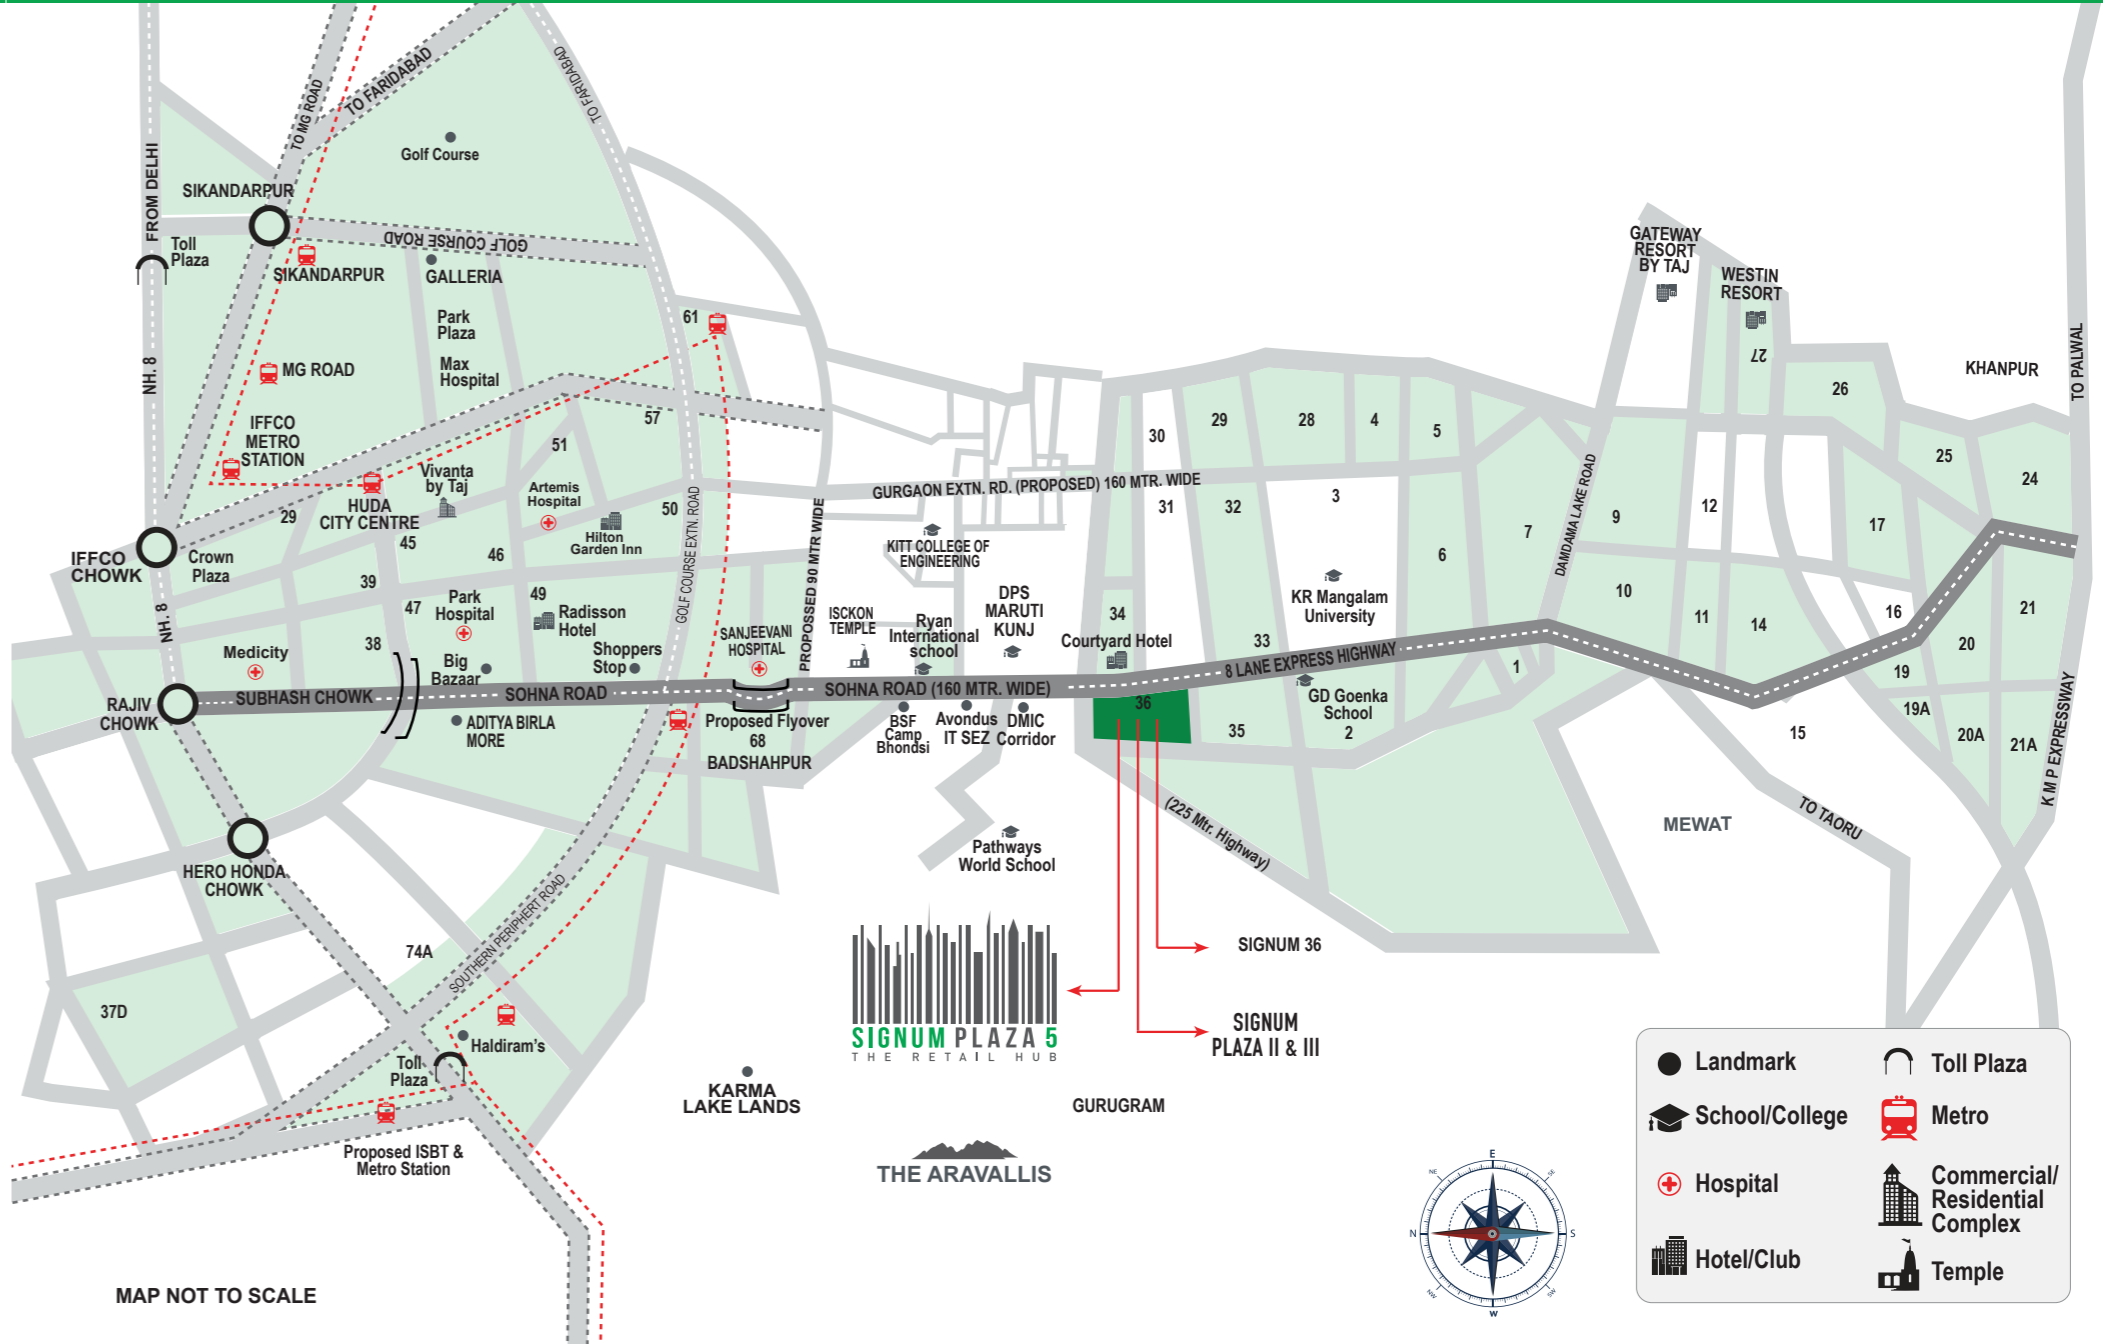 TO MG ROAD
TO FARIDABAD
TO FARIDABAD
FROM DELHI
Golf Course
SIKANDARPUR
GOLF COURSE ROAD
Toll
Plaza
SIKANDARPUR
GALLERIA
GATEWAY
RESORT
BY TAJ
WESTIN
RESORT
Park
Plaza
61
NH. 8
MG ROAD
Max
Hospital
27
KHANPUR
TO PALWAL
26
IFFCO
METRO
STATION
57
51
30
29
28
4
5
25
24
Vivanta
by Taj
Artemis
Hospital
GURGAON EXTN. RD. (PROPOSED) 160 MTR. WIDE
HUDA
CITY CENTRE
29
50
GOLF COURSE EXTN. ROAD
PROPOSSED 90 MTR WIDE
31
32
3
7
DAMDAMA LAKE ROAD
9
12
17
IFFCO
CHOWK
Crown
Plaza
45
46
Hilton
Garden Inn
KITT COLLEGE OF
ENGINEERING
6
39
47
Park
Hospital
49
Radisson
Hotel
DPS
MARUTI
KUNJ
34
KR Mangalam
University
10
11
14
16
21
NH. 8
38
SANJEEVANI
HOSPITAL
ISCKON
TEMPLE
Ryan
International
school
Courtyard Hotel
33
20
Medicity
Big
Bazaar
Shoppers
Stop
8 LANE EXPRESS HIGHWAY
1
19
RAJIV
CHOWK
SUBHASH CHOWK
SOHNA ROAD
SOHNA ROAD (160 MTR. WIDE)
36
GD Goenka
School
2
19A
ADITYA BIRLA
MORE
Proposed Flyover
68
BADSHAHPUR
BSF
Camp
Bhondsi
Avondus
IT SEZ
DMIC
Corridor
35
15
20A
21A
K M P EXPRESSWAY
(225 Mtr. Highway)
MEWAT
TO TAORU
Pathways
World School
HERO HONDA
CHOWK
SOUTHERN PERIPHERT ROAD
74A
SIGNUM 36
37D
SIGNUM PLAZA 5
THE RETAIL HUB
SIGNUM
PLAZA II & III
Haldiram's
Toll
Plaza
KARMA
LAKE LANDS
GURUGRAM
Proposed ISBT &
Metro Station
THE ARAVALLIS
E
NE
SE
N
S
NW
SW
W
Landmark
Toll Plaza
School/College
Metro
Hospital
Commercial/
Residential
Complex
Hotel/Club
Temple
MAP NOT TO SCALE